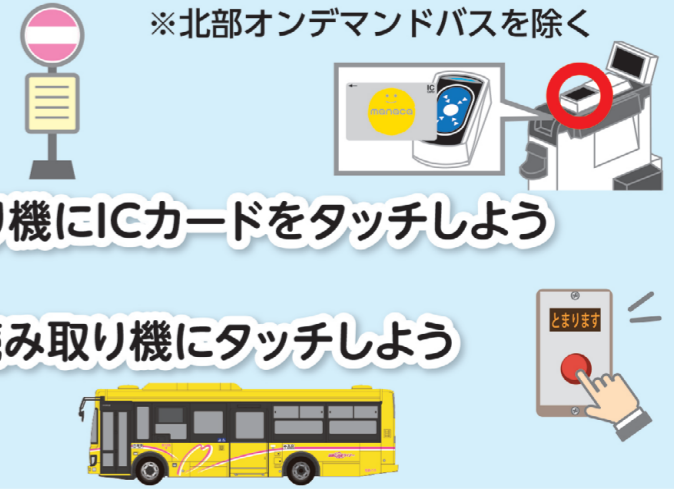 ※北部オンデマンドバスを除く
IC
manaca
り機にICカードをタッチしよう
とまります
み取り機にタッチしよう